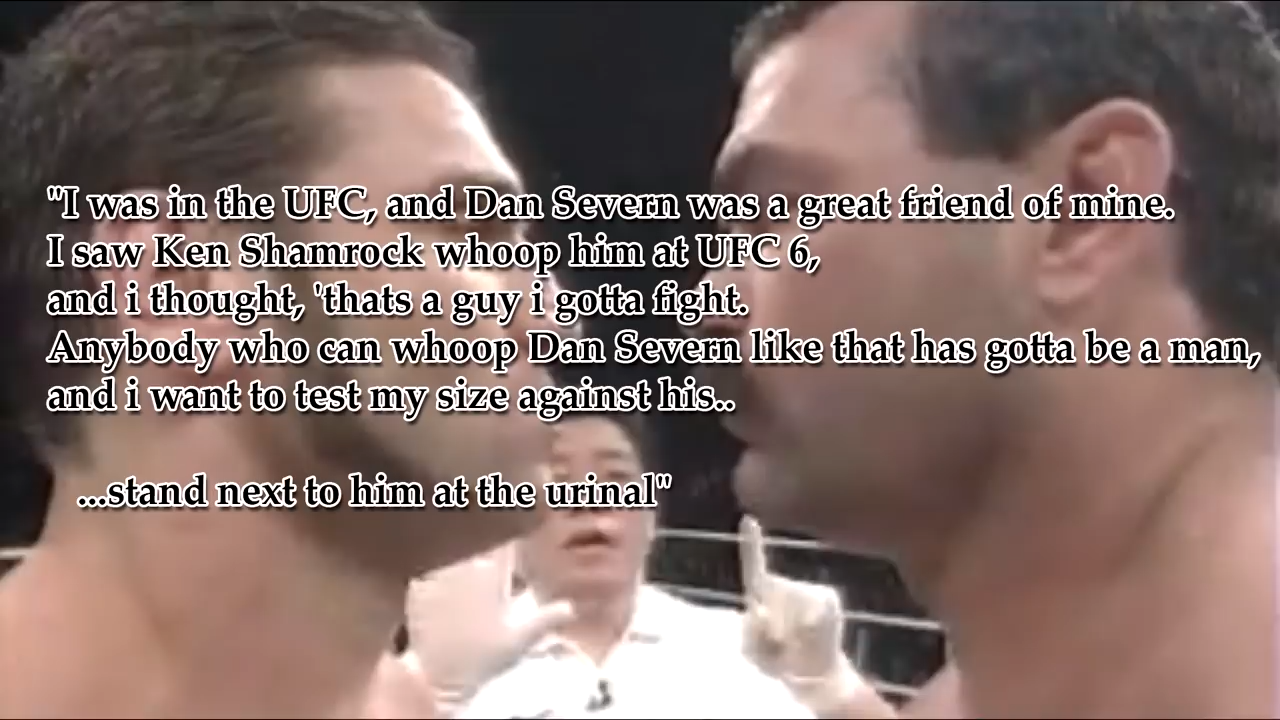 "I was in the UFC, and Dan Severn was a great friend of mine.
I saw Ken Shamrock whoop him at UFC 6,
and i thought, 'thats a guy i gotta fight.
Anybody who can whoop Dan Severn like that has gotta be a man,
and i want to test my size against his..
...stand next to him at the urinal"